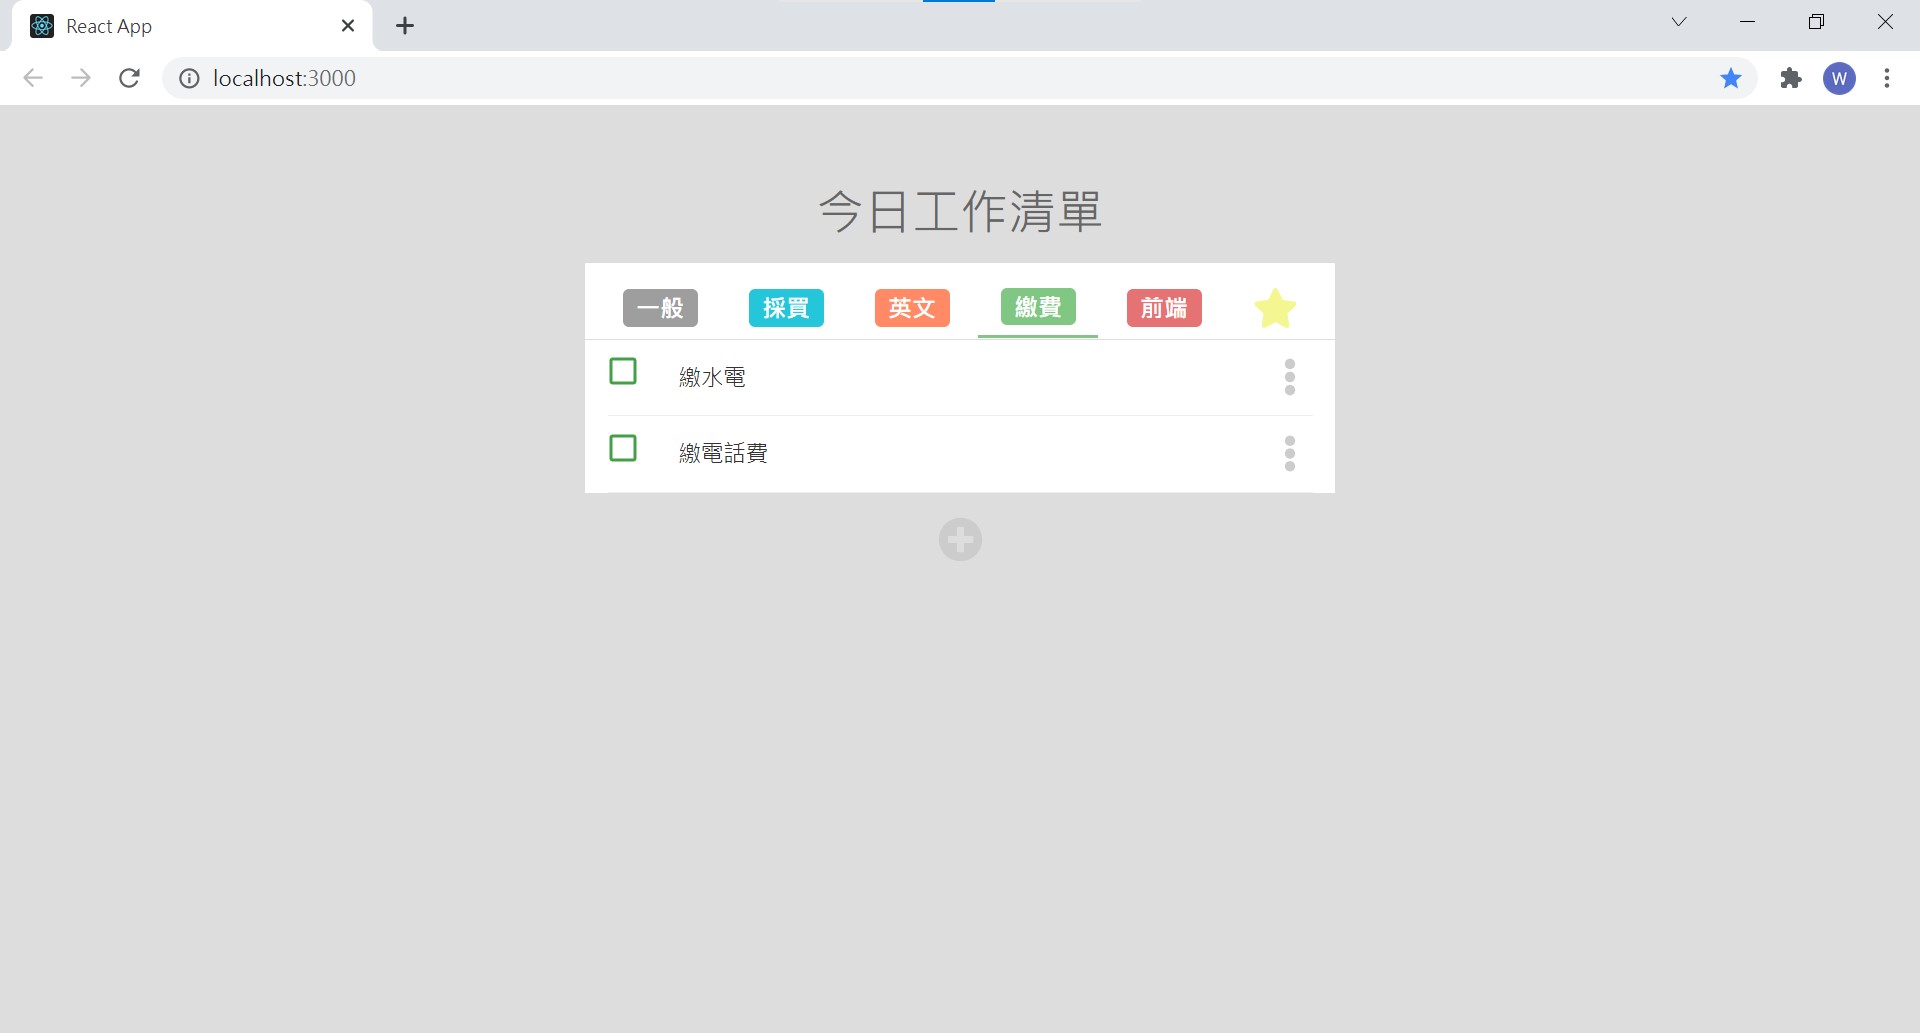 React App
localhost:3000
W
今日工作清單
一般 採買 英文 繳費 前端
繳水電
繳電話費